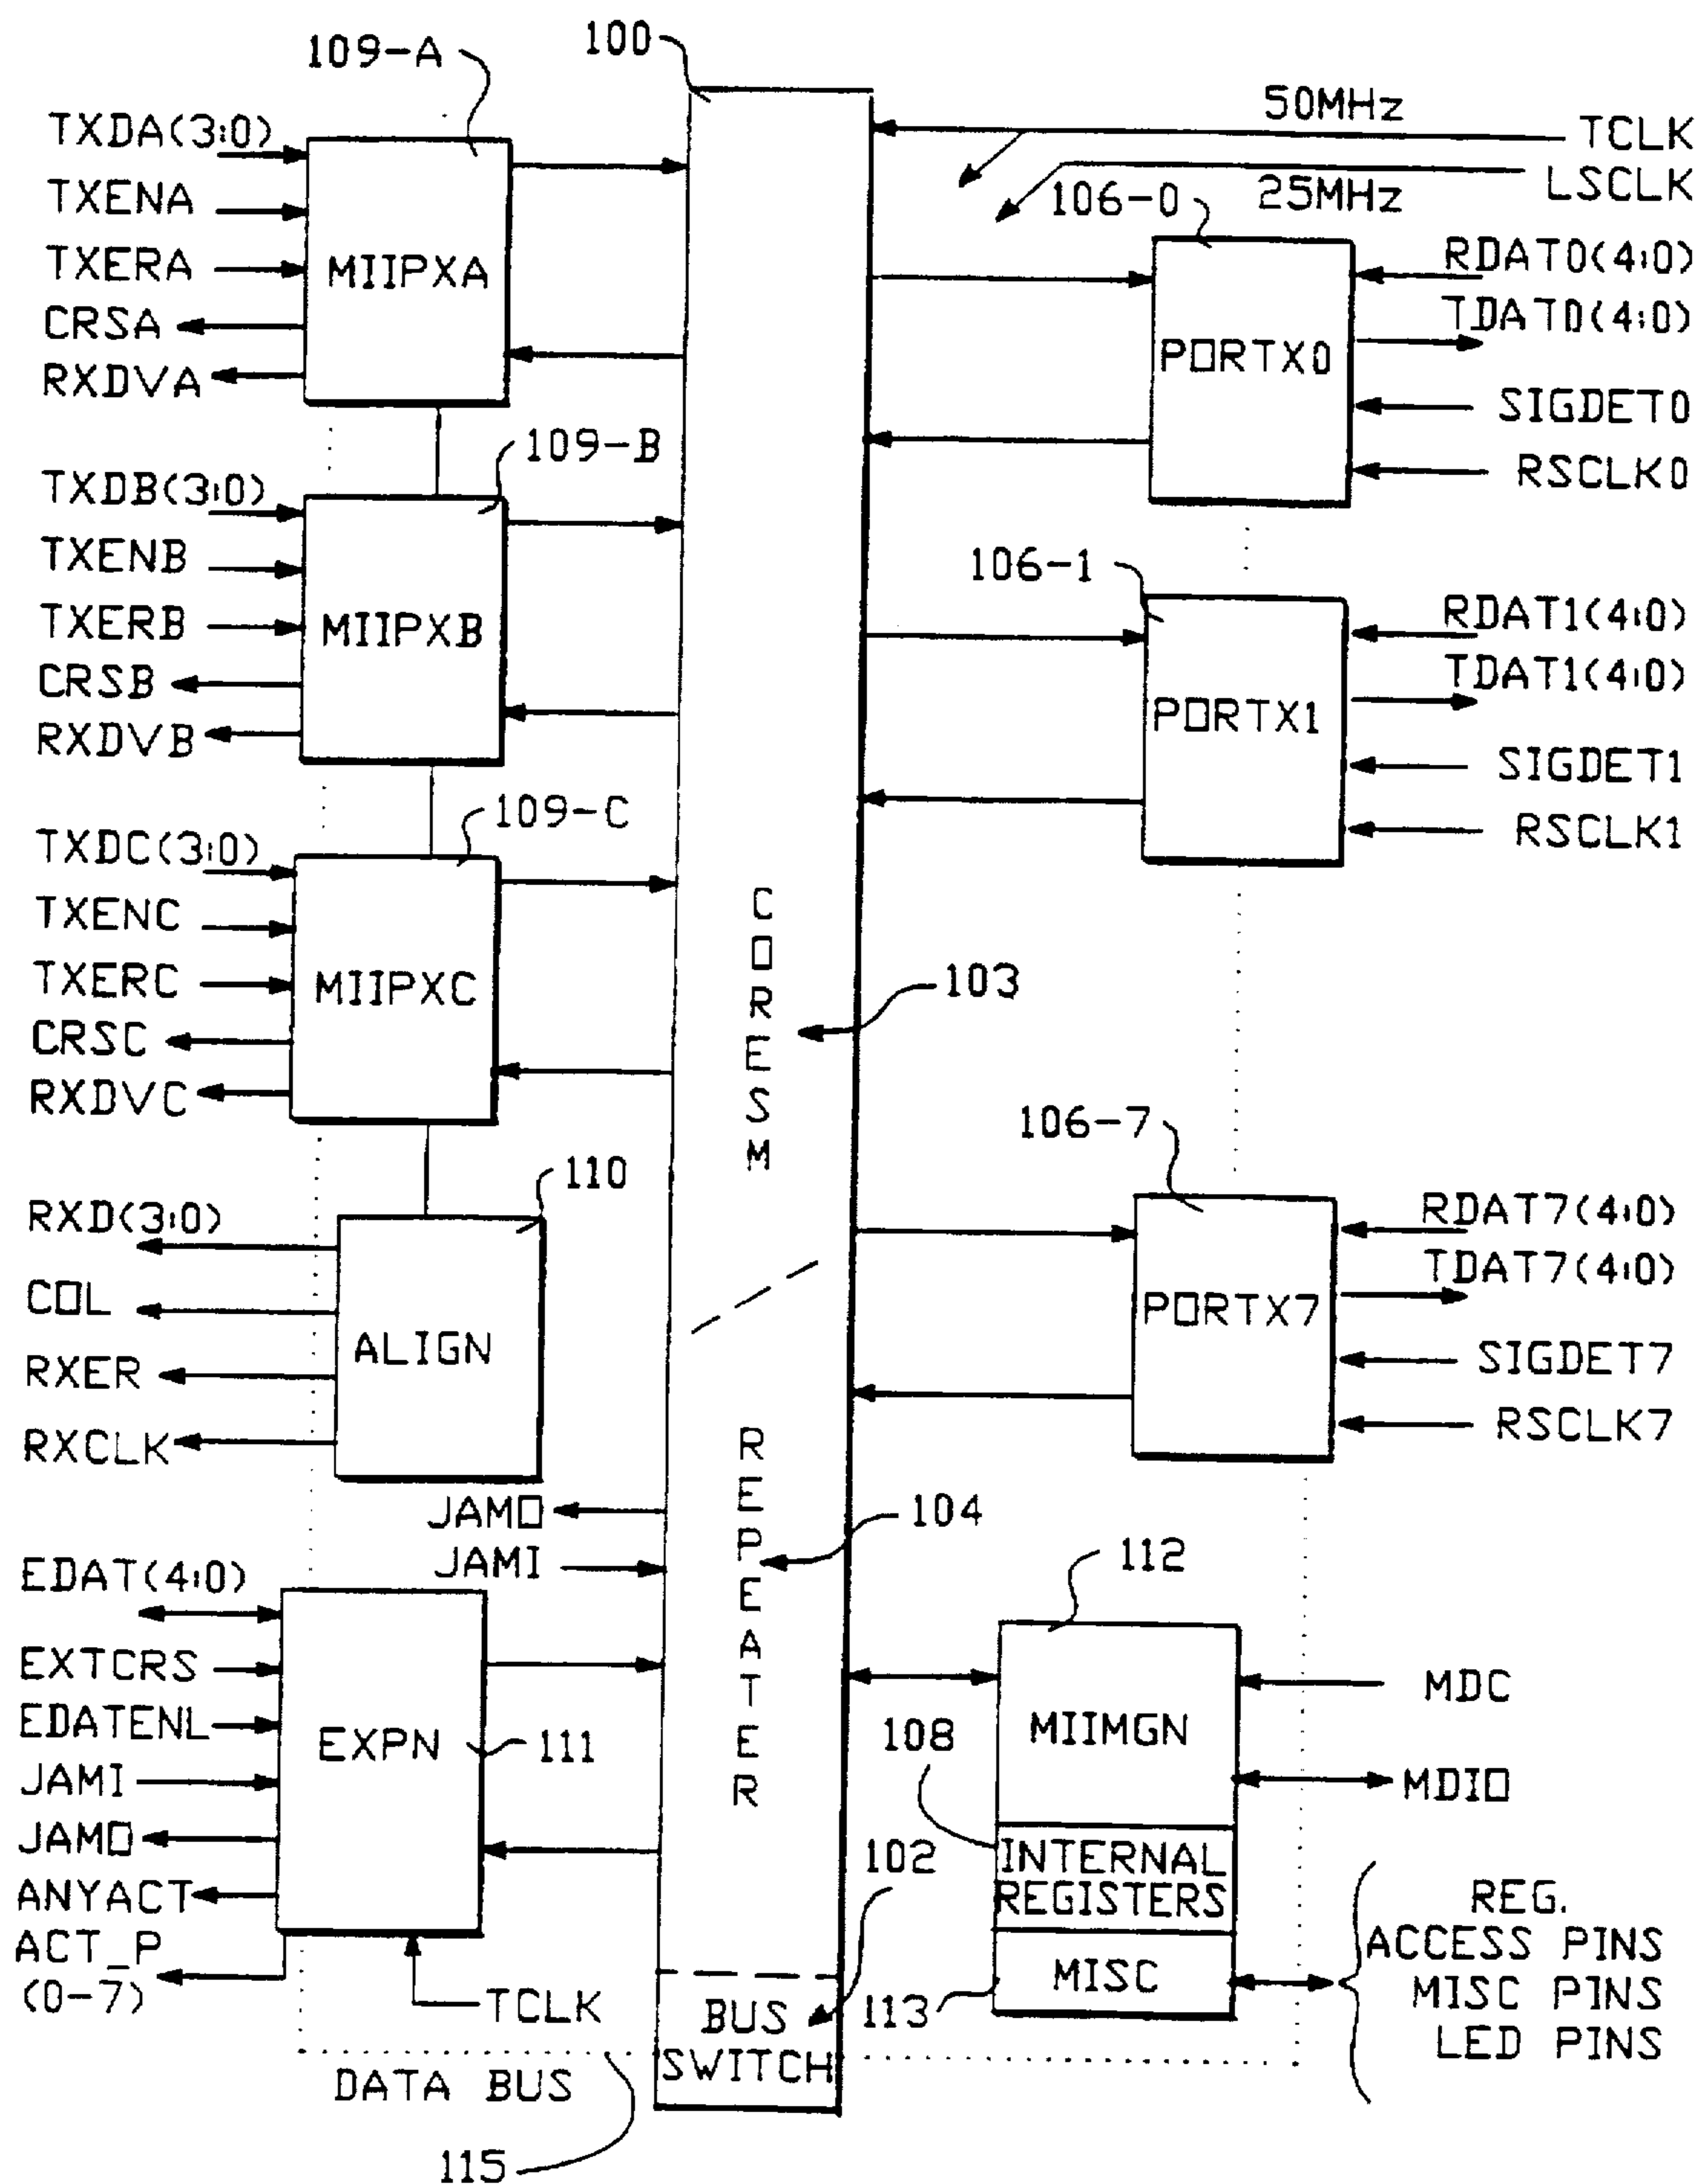 109-A
100
TXDA(3:0)
TXENA
TXERA
CRSA
RXDVA
MIIPXA
50MHz
TCLK
LSCLK
25MHz
106-0
RDAT0(4:0)
TDAT0(4:0)
PORTX0
SIGDET0
RSCLK0
109-B
TXDB(3:0)
TXENB
TXERB
CRSB
RXDVB
MIIPXB
106-1
RDAT1(4:0)
TDAT1(4:0)
PORTX1
SIGDET1
RSCLK1
109-C
TXDC(3:0)
TXENC
TXERC
CRSC
RXDVC
MIIPXC
CORESM
103
106-7
RDAT7(4:0)
TDAT7(4:0)
PORTX7
SIGDET7
RSCLK7
110
RXD(3:0)
COL
RXER
RXCLK
ALIGN
JAMO
JAMI
REPEATER
104
EDAT(4:0)
EXTCRS
EDATENL
JAMI
JAMO
ANYACT
ACT_P
(0-7)
EXPN
111
TCLK
112
MIIMGN
MDC
MDIO
108
INTERNAL
REGISTERS
102
MISC
113
REG.
ACCESS PINS
MISC PINS
LED PINS
BUS
SWITCH
DATA BUS
115